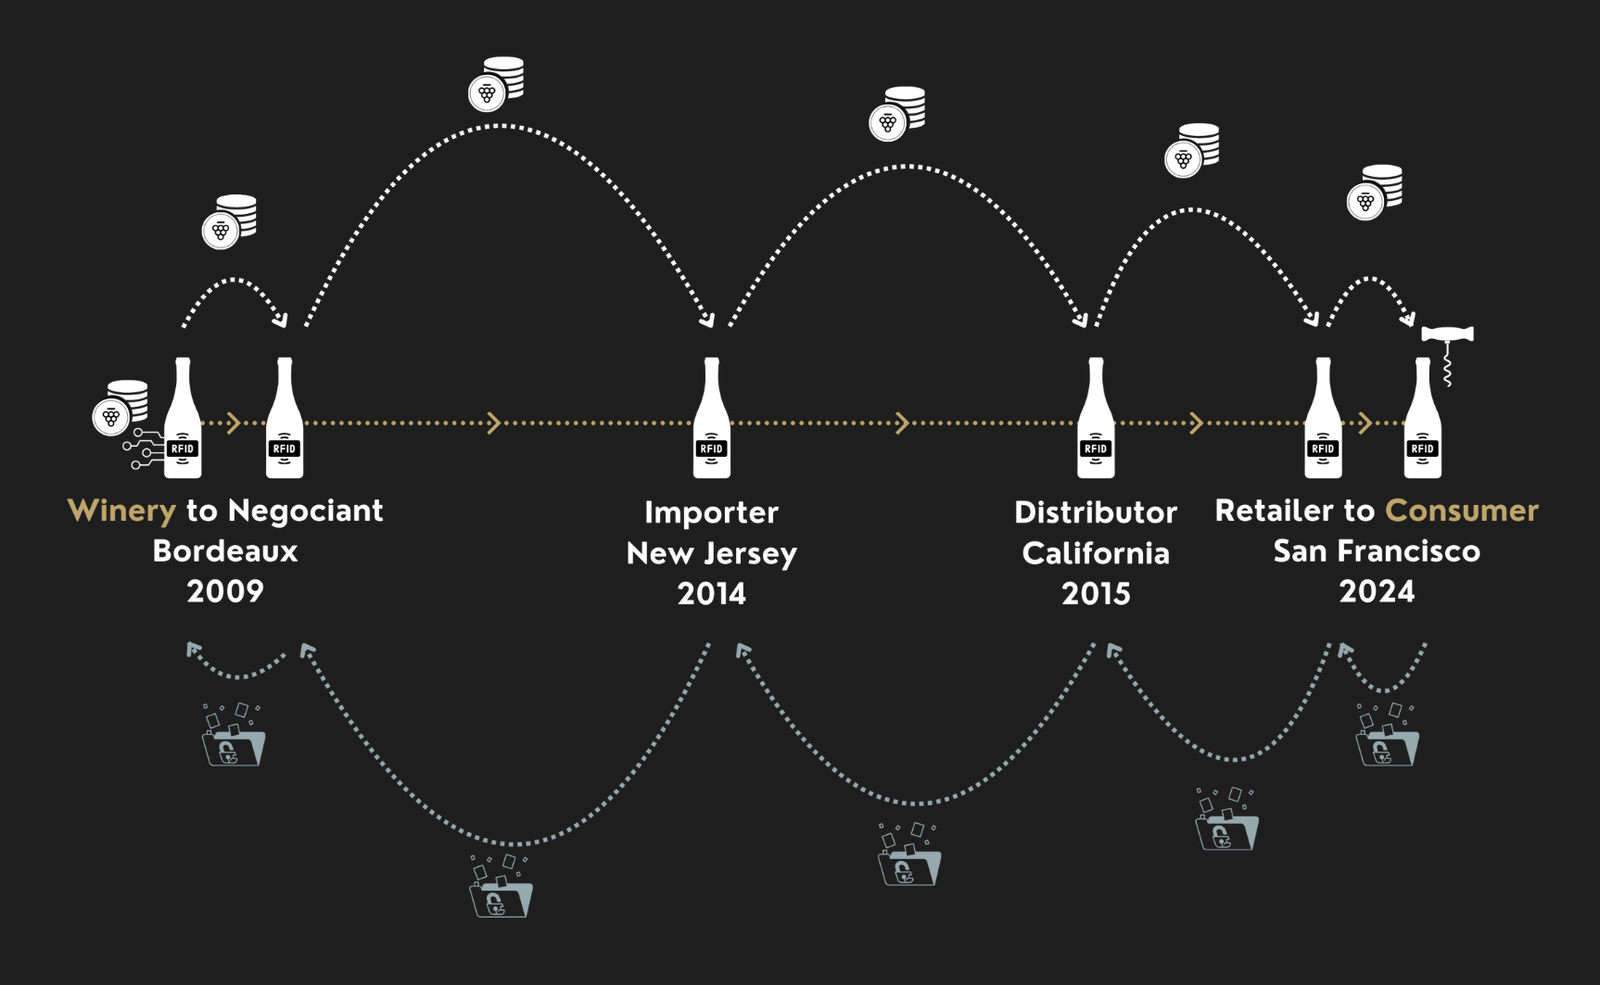 RFID
RFID
RFID
RFID
RFID
RFID
Winery to Negociant
Bordeaux
2009
Importer
New Jersey
2014
Distributor
California
2015
Retailer to Consumer
San Francisco
2024